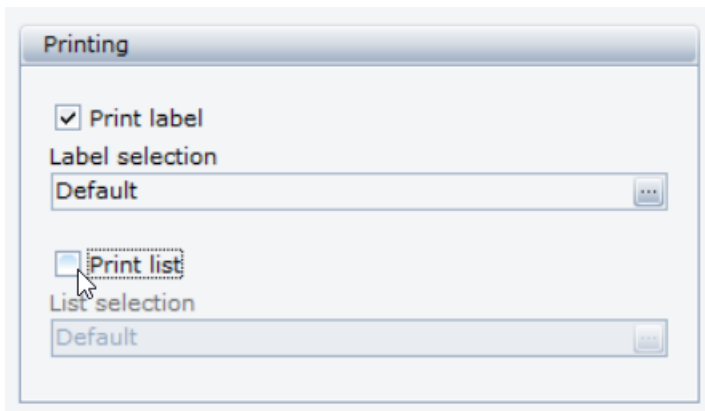 Printing
Print label
Label selection
Default
...
Print list
List selection
Default
...